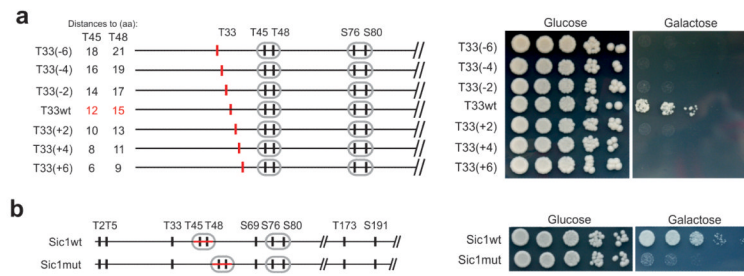 a
Distances to (aa):
T45 T48
T33 T45 T48 S76 S80
T33(-6) 18 21
T33(-4) 16 19
T33(-2) 14 17
T33wt 12 15
T33(+2) 10 13
T33(+4) 8 11
T33(+6) 6 9
Glucose Galactose
T33(-6)
T33(-4)
T33(-2)
T33wt
T33(+2)
T33(+4)
T33(+6)
b
T2T5 T33 T45 T48 S69 S76 S80 T173 S191
Sic1wt
Sic1mut
Glucose Galactose
Sic1wt
Sic1mut